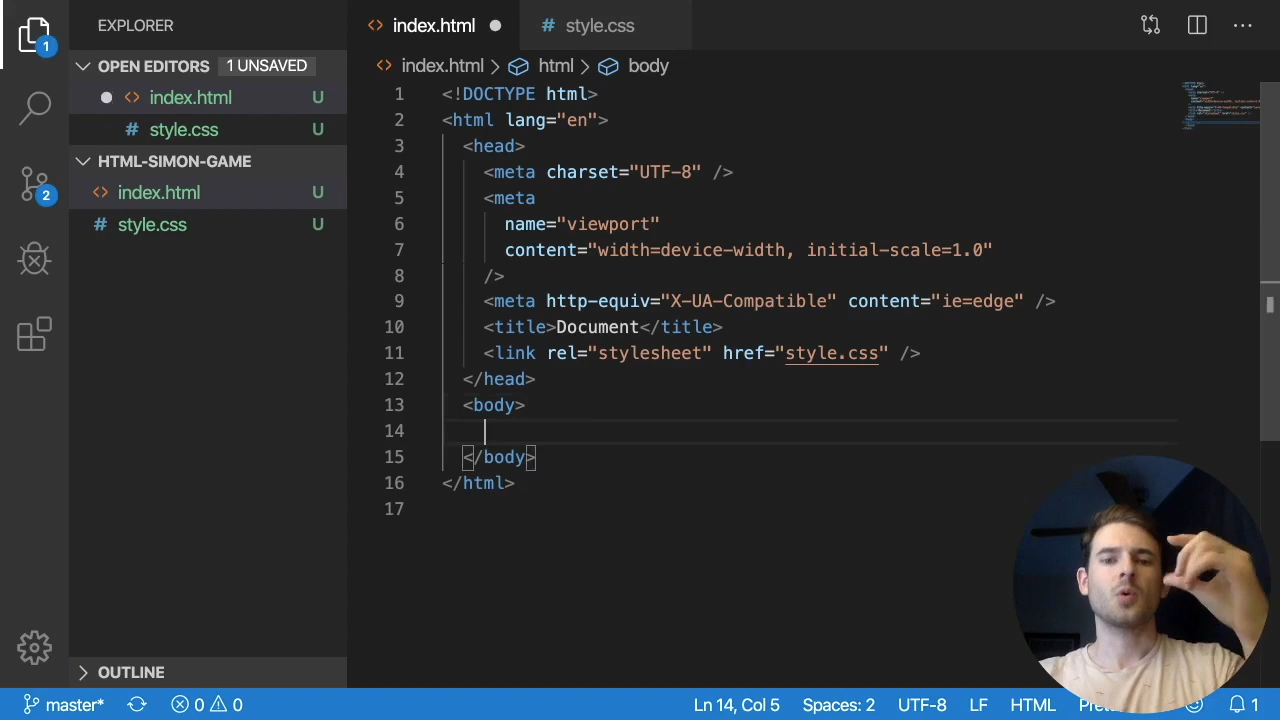 EXPLORER
index.html
# style.css
OPEN EDITORS
1 UNSAVED
index.html > html > body
<> index.html U
# style.css U
HTML-SIMON-GAME
<> index.html U
# style.css U
1 <!DOCTYPE html>
2 <html lang="en">
3 <head>
4 <meta charset="UTF-8" />
5 <meta
6 name="viewport"
7 content="width=device-width, initial-scale=1.0"
8 />
9 <meta http-equiv="X-UA-Compatible" content="ie=edge" />
10 <title>Document</title>
11 <link rel="stylesheet" href="style.css" />
12 </head>
13 <body>
14
15 </body>
16 </html>
17
1
2
OUTLINE
master* 0 0 Ln 14, Col 5 Spaces: 2 UTF-8 LF HTML 1